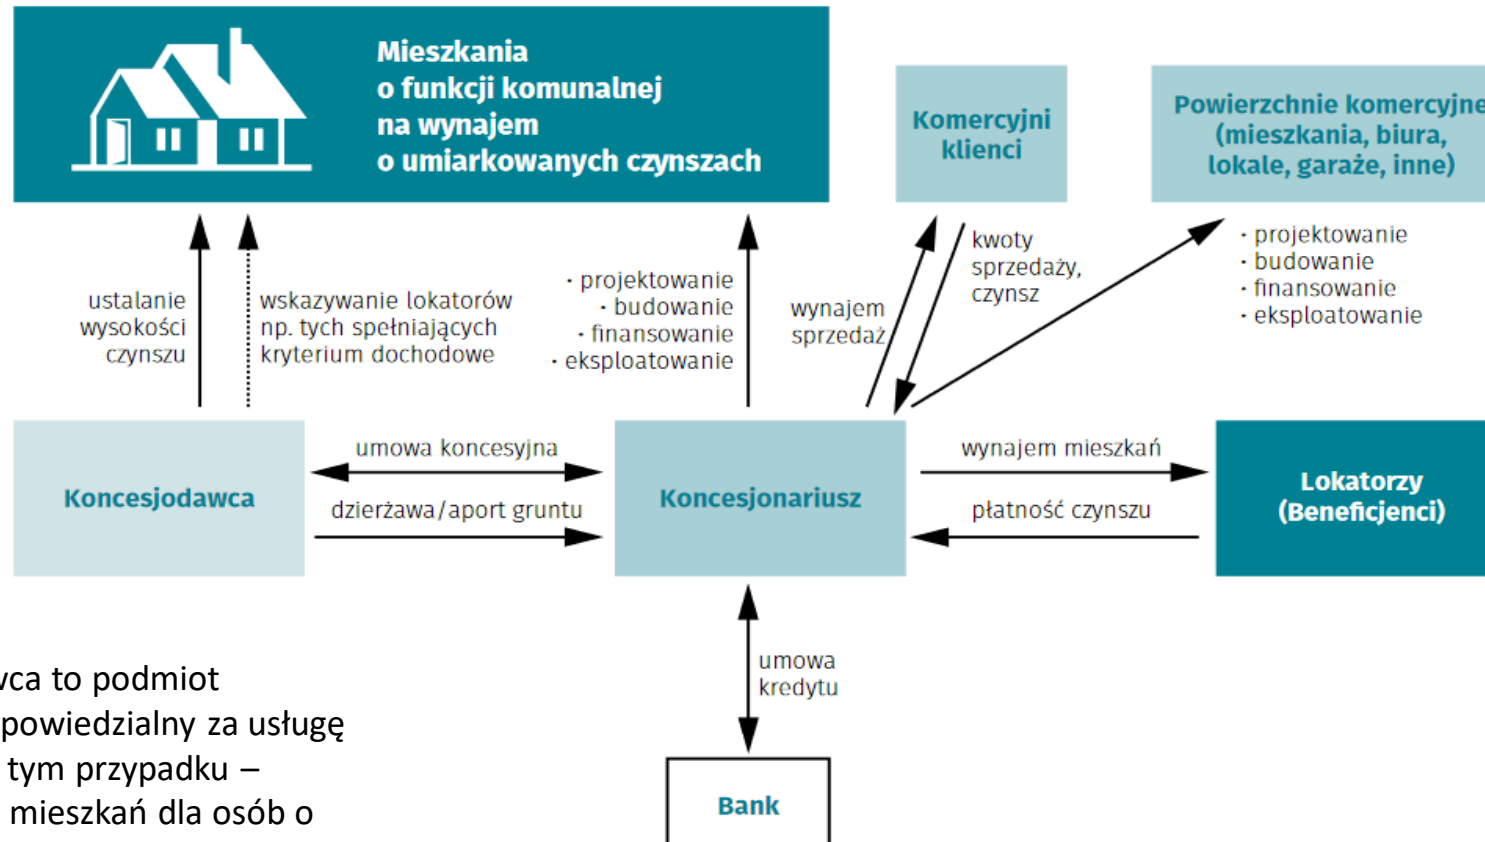 Mieszkania
o funkcji komunalnej
na wynajem
o umiarkowanych czynszach
Komercyjni
klienci
Powierzchnie komercyjne
(mieszkania, biura,
lokale, garaże, inne)
ustalanie
wysokości
czynszu
wskazywanie lokatorów
np. tych spełniających
kryterium dochodowe
· projektowanie
· budowanie
· finansowanie
· eksploatowanie
wynajem
sprzedaż
kwoty
sprzedaży,
czynsz
· projektowanie
· budowanie
· finansowanie
· eksploatowanie
Koncesjodawca
umowa koncesyjna
dzierżawa/aport gruntu
Koncesjonariusz
wynajem mieszkań
płatność czynszu
Lokatorzy
(Beneficjenci)
umowa
kredytu
Bank
to podmiot
za usługę
tym przypadku –
mieszkań dla osób o